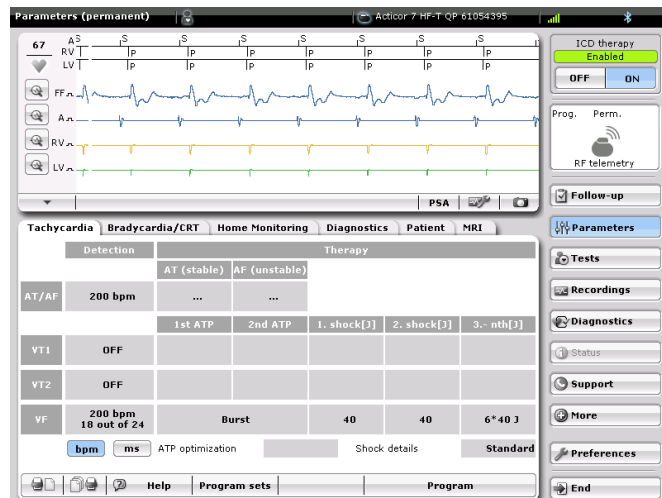 Parameters (permanent)
Acticor 7 HF-T QP 61054395
67
A S S S S S S S
RV P P P P P P
LV P P P P P P
FF
A
RV
LV
PSA
ICD therapy
Enabled
OFF ON
Prog. Perm.
RF telemetry
Follow-up
Parameters
Tests
Recordings
Diagnostics
Status
Support
More
Preferences
End
Tachycardia Bradycardia/CRT Home Monitoring Diagnostics Patient MRI
Detection Therapy
AT (stable) AF (unstable)
AT/AF 200 bpm ... ...
1st ATP 2nd ATP 1. shock[J] 2. shock[J] 3.- nth[J]
VT1 OFF
VT2 OFF
VF 200 bpm
18 out of 24 Burst 40 40 6*40 J
bpm ms ATP optimization Shock details Standard
Help Program sets Program